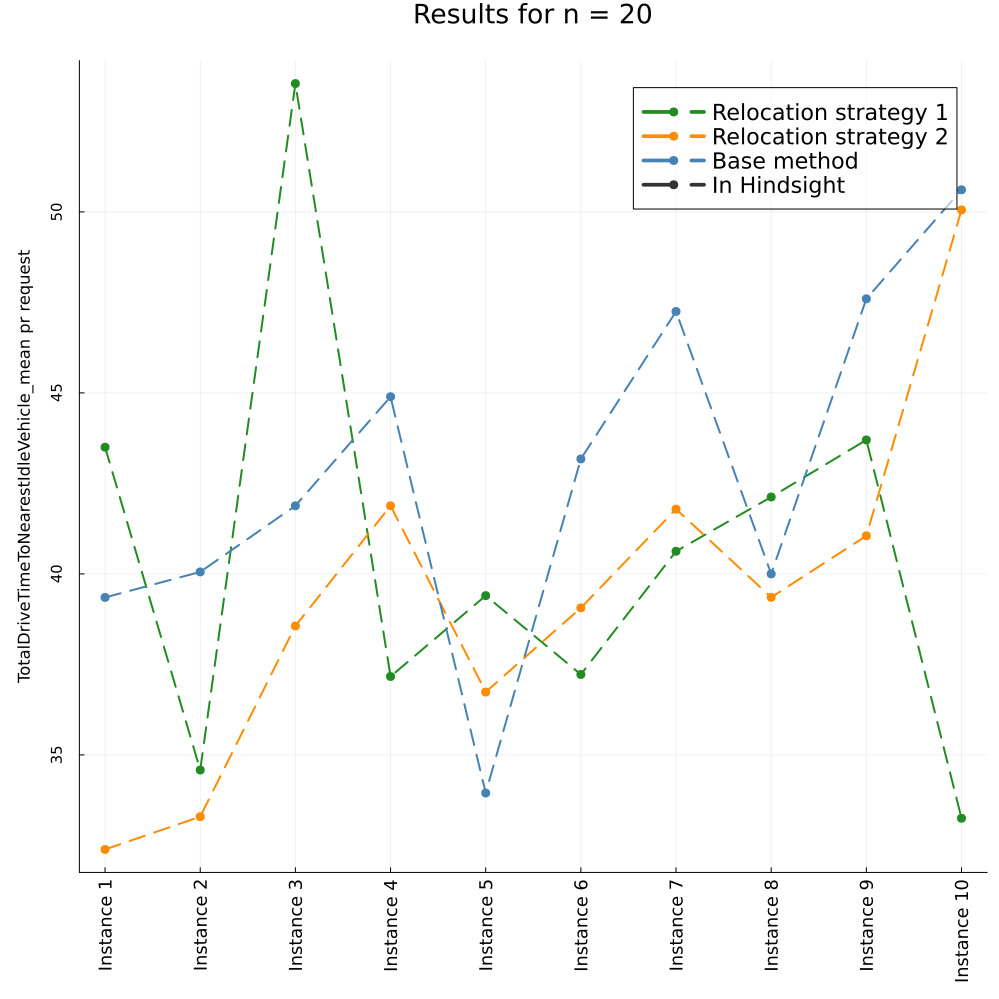 Results for n = 20
Relocation strategy 1
Relocation strategy 2
Base method
In Hindsight
TotalDriveTimeToNearestIdleVehicle_mean pr request
50
45
40
35
Instance 1
Instance 2
Instance 3
Instance 4
Instance 5
Instance 6
Instance 7
Instance 8
Instance 9
Instance 10